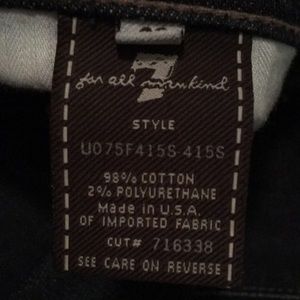 7
for all mankind
STYLE
U075F415S-415S
98% COTTON
2% POLYURETHANE
Made in U.S.A.
OF IMPORTED FABRIC
CUT# 716338
SEE CARE ON REVERSE